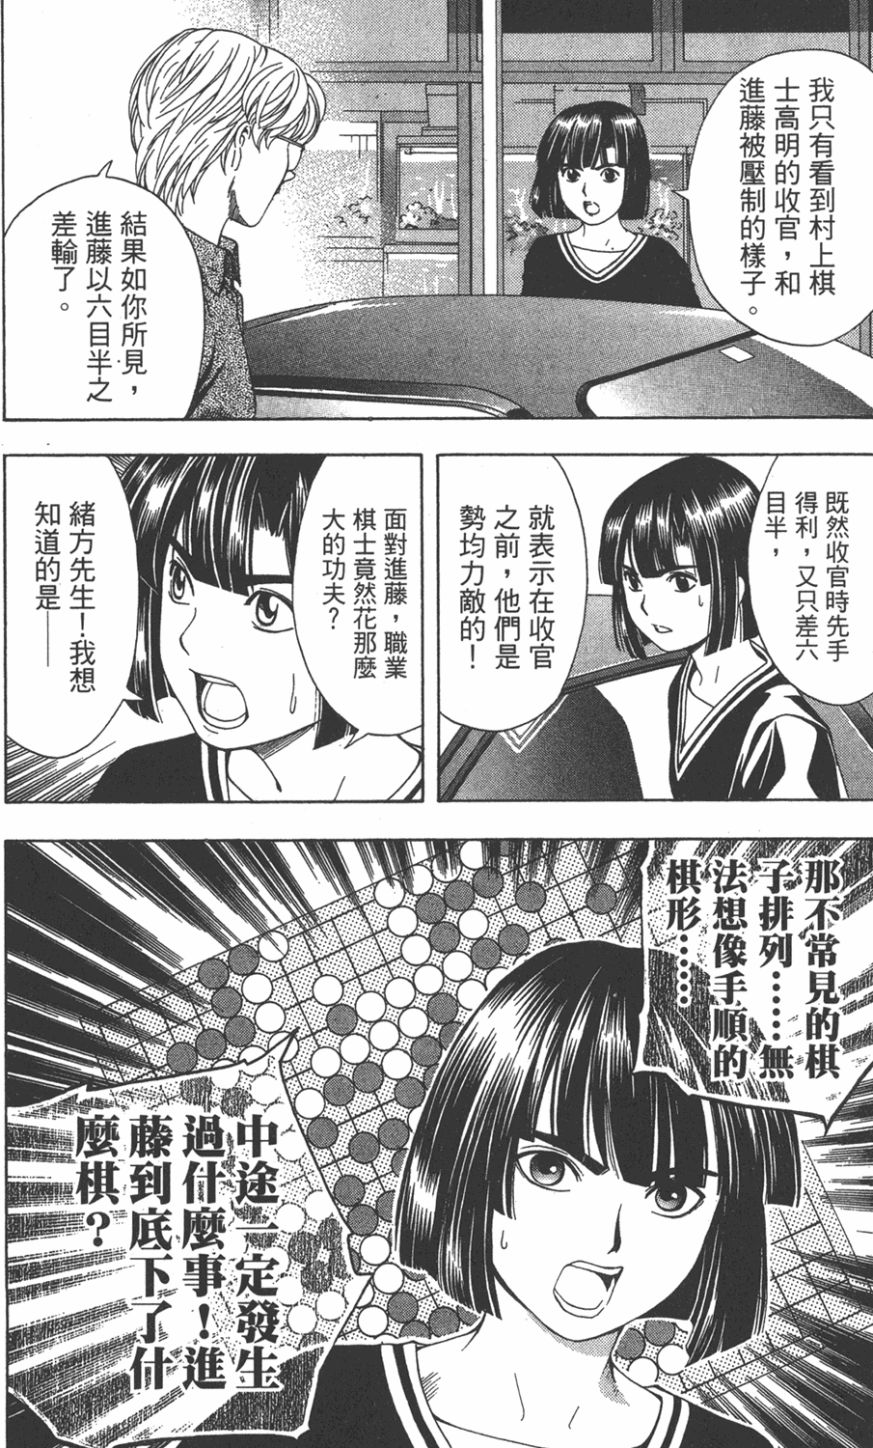 我只有看到村上棋
士高明的收官，和
進藤被壓制的樣子。
結果如你所見，
進藤以六目半之
差輸了。
既然收官時先手
得利，又只差六
目半，
就表示在收官
之前，他們是
勢均力敵的！
面對進藤，職業
棋士竟然花那麼
大的功夫？
緒方先生！我想
知道的是——
那不常見的棋
子排列……無
法想像手順的
棋形……
中途一定發生
過什麼事！進
藤到底下了什
麼棋？